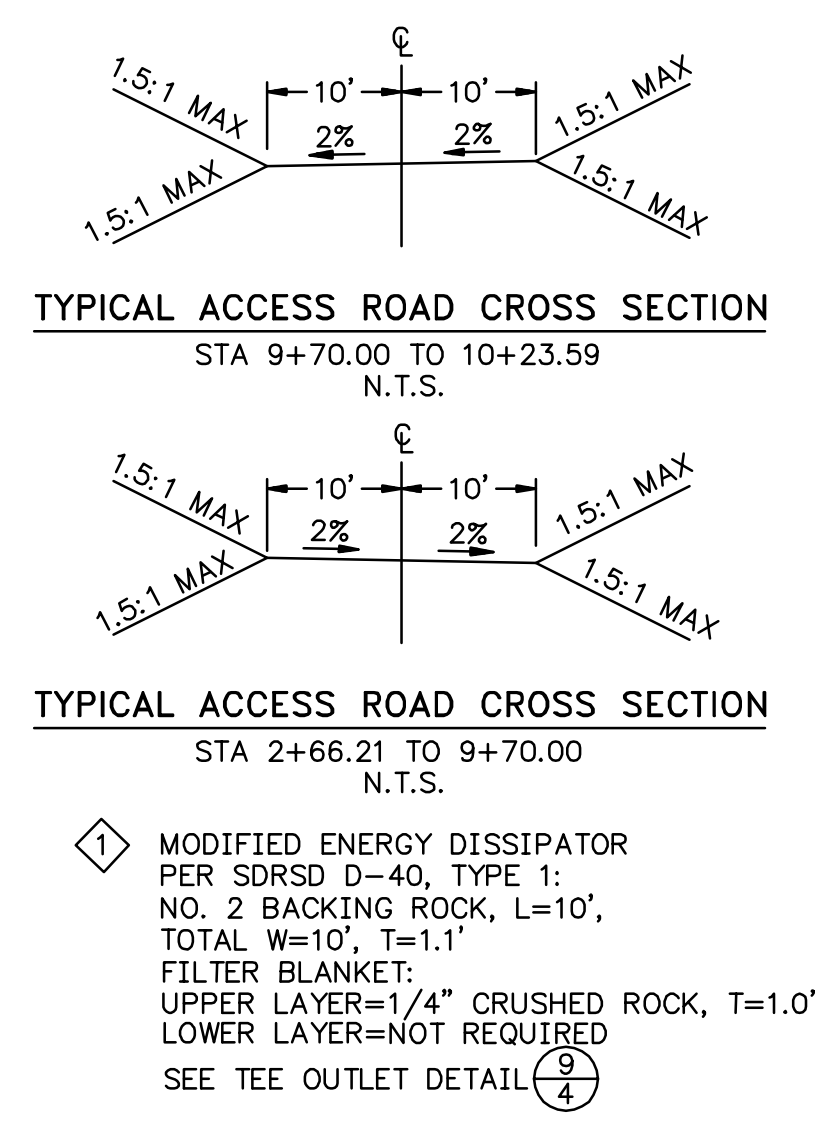 ℄
1.5:1 MAX
10' 10'
1.5:1 MAX
2% 2%
1.5:1 MAX
1.5:1 MAX
TYPICAL ACCESS ROAD CROSS SECTION
STA 9+70.00 TO 10+23.59
N.T.S.
℄
1.5:1 MAX
10' 10'
1.5:1 MAX
2% 2%
1.5:1 MAX
1.5:1 MAX
TYPICAL ACCESS ROAD CROSS SECTION
STA 2+66.21 TO 9+70.00
N.T.S.
1 MODIFIED ENERGY DISSIPATOR
PER SDRSD D-40, TYPE 1:
NO. 2 BACKING ROCK, L=10',
TOTAL W=10', T=1.1'
FILTER BLANKET:
UPPER LAYER=1/4" CRUSHED ROCK, T=1.0'
LOWER LAYER=NOT REQUIRED
SEE TEE OUTLET DETAIL 9
4